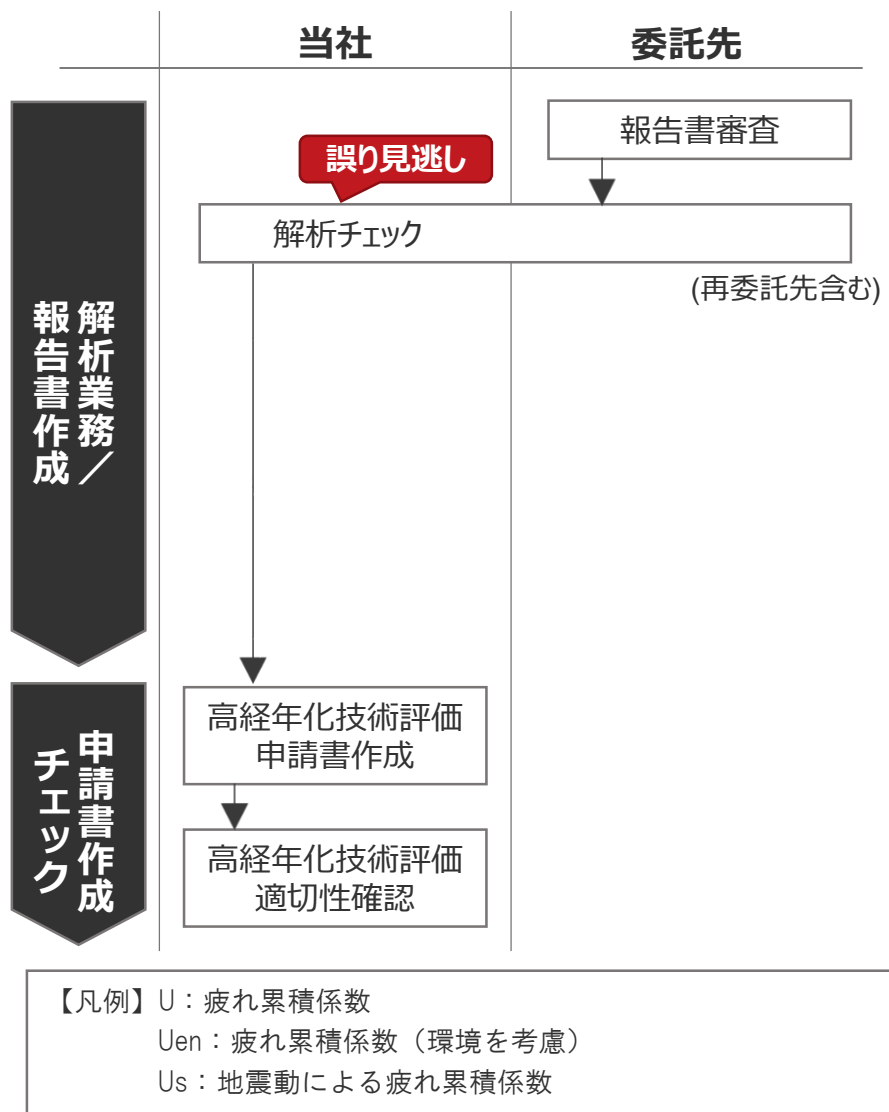 当社
委託先
報告書審査
誤り見逃し
解析チェック
(再委託先含む)
解析業務／
報告書作成
高経年化技術評価
申請書作成
申請書作成
チェック
高経年化技術評価
適切性確認
【凡例】U：疲れ累積係数
Uen：疲れ累積係数（環境を考慮）
Us：地震動による疲れ累積係数